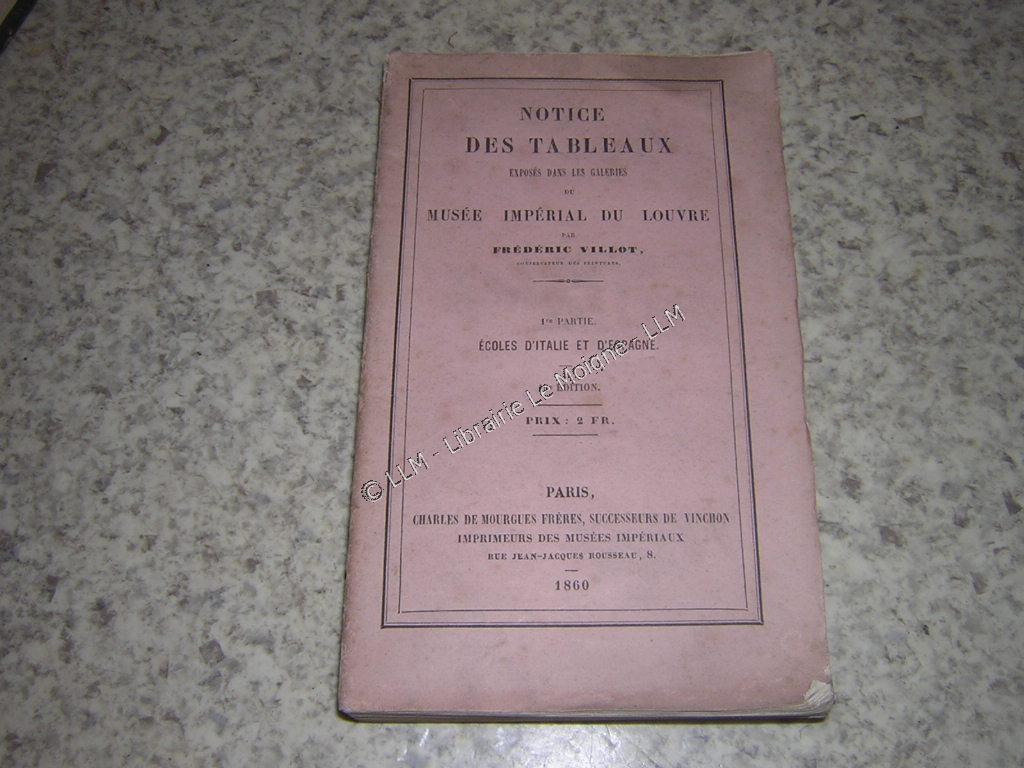 NOTICE
DES TABLEAUX
EXPOSÉS DANS LES GALERIES
DU
MUSÉE IMPÉRIAL DU LOUVRE
PAR
FRÉDÉRIC VILLOT,
CONSERVATEUR DES PEINTURES.
1re PARTIE.
ÉCOLES D'ITALIE ET D'ESPAGNE.
ÉDITION.
PRIX : 2 FR.
PARIS,
CHARLES DE MOURGUES FRÈRES, SUCCESSEURS DE VINCHON
IMPRIMEURS DES MUSÉES IMPÉRIAUX
RUE JEAN-JACQUES ROUSSEAU, 8.
1860
© LLM - Librairie Le Moigne - LLM